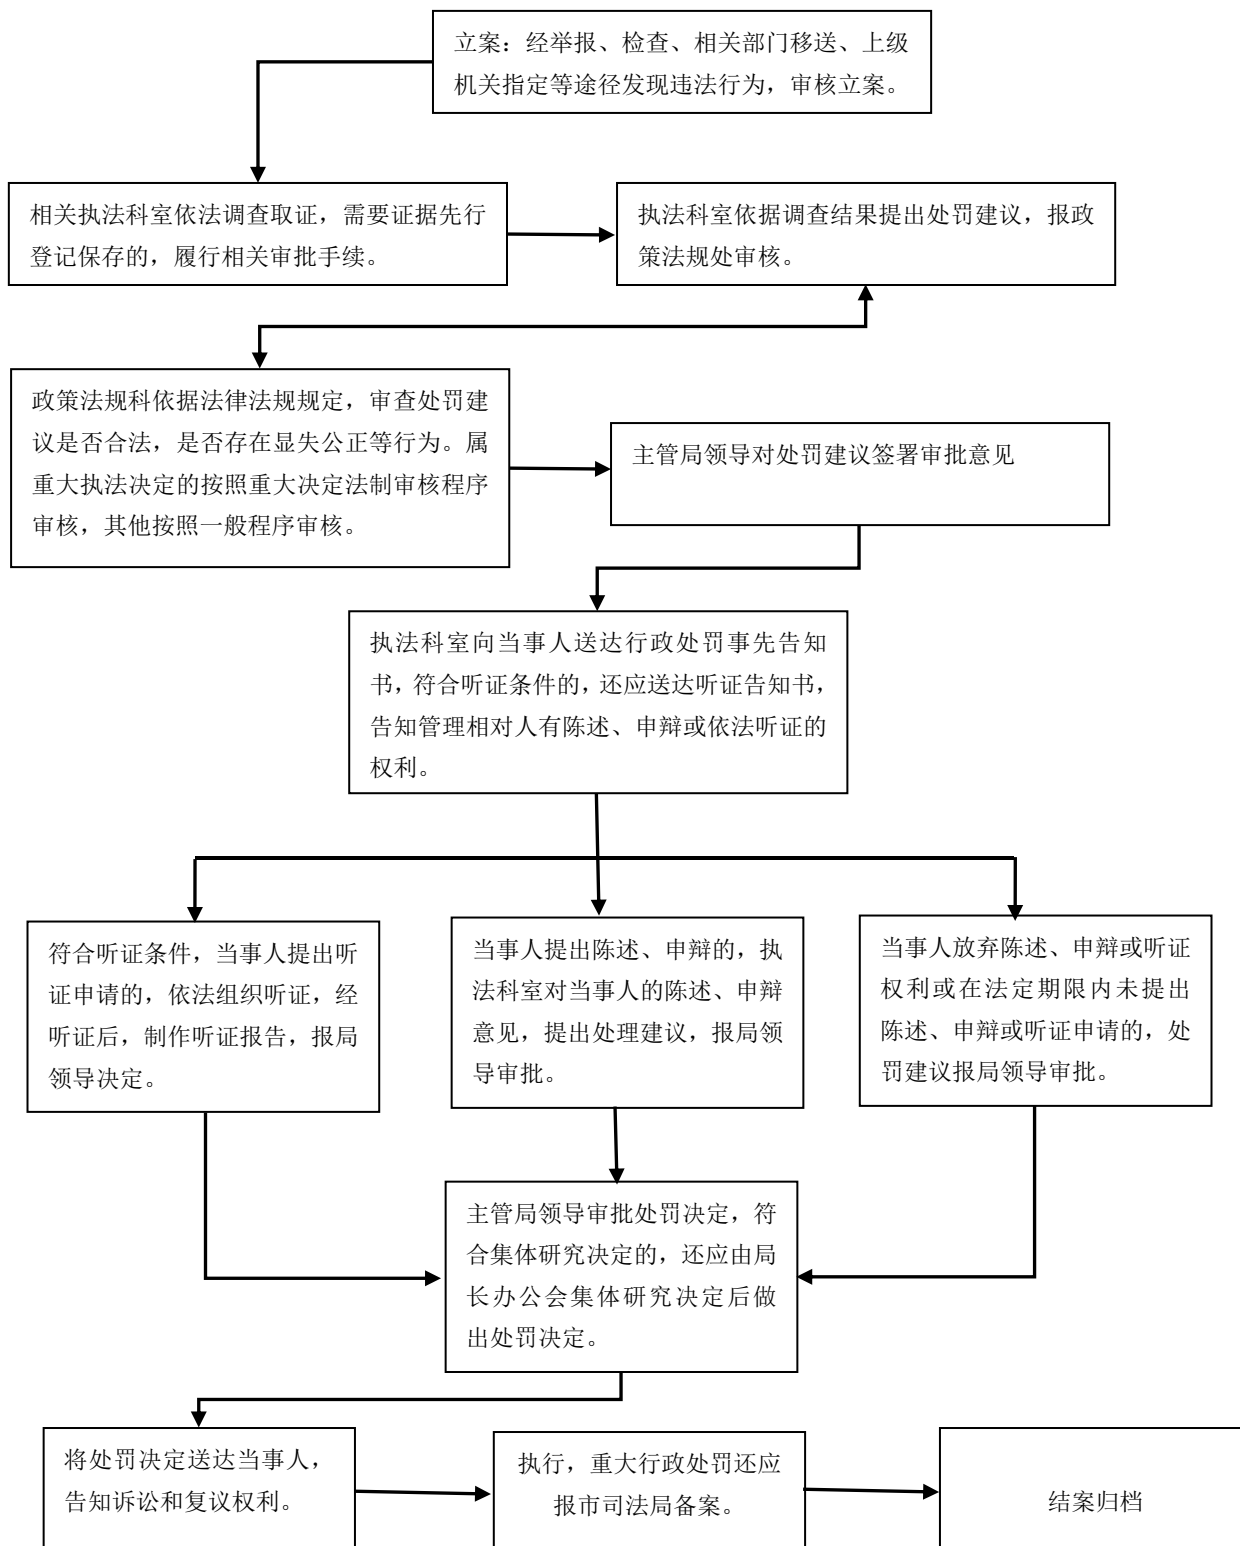 立案：经举报、检查、相关部门移送、上级
机关指定等途径发现违法行为，审核立案。
相关执法科室依法调查取证，需要证据先行
登记保存的，履行相关审批手续。
执法科室依据调查结果提出处罚建议，报政
策法规处审核。
政策法规科依据法律法规规定，审查处罚建
议是否合法，是否存在显失公正等行为。属
重大执法决定的按照重大决定法制审核程序
审核，其他按照一般程序审核。
主管局领导对处罚建议签署审批意见
执法科室向当事人送达行政处罚事先告知
书，符合听证条件的，还应送达听证告知书，
告知管理相对人有陈述、申辩或依法听证的
权利。
符合听证条件，当事人提出听
证申请的，依法组织听证，经
听证后，制作听证报告，报局
领导决定。
当事人提出陈述、申辩的，执
法科室对当事人的陈述、申辩
意见，提出处理建议，报局领
导审批。
当事人放弃陈述、申辩或听证
权利或在法定期限内未提出
陈述、申辩或听证申请的，处
罚建议报局领导审批。
主管局领导审批处罚决定，符
合集体研究决定的，还应由局
长办公会集体研究决定后做
出处罚决定。
将处罚决定送达当事人，
告知诉讼和复议权利。
执行，重大行政处罚还应
报市司法局备案。
结案归档